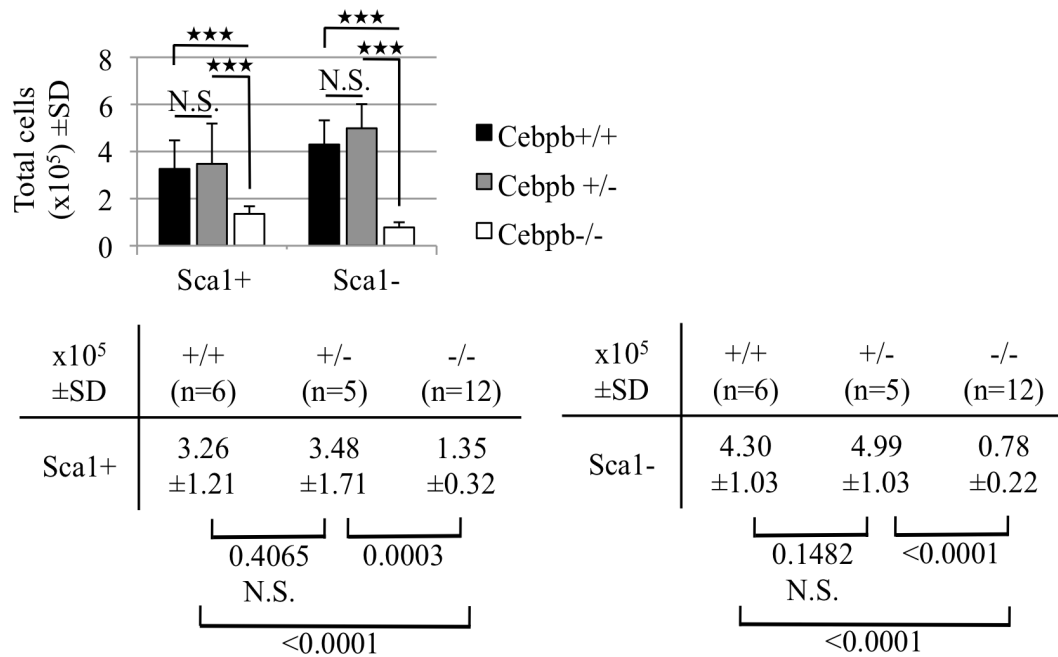 ★★★
★★★
★★★
★★★
N.S.
N.S.
Total cells
(x10⁵) ±SD
8
6
4
2
0
Sca1+
Sca1-
Cebpb+/+
Cebpb +/-
Cebpb-/-
x10⁵ +/+ +/- -/-
±SD (n=6) (n=5) (n=12)
Sca1+ 3.26 3.48 1.35
±1.21 ±1.71 ±0.32
0.4065 0.0003
N.S.
<0.0001
x10⁵ +/+ +/- -/-
±SD (n=6) (n=5) (n=12)
Sca1- 4.30 4.99 0.78
±1.03 ±1.03 ±0.22
0.1482 <0.0001
N.S.
<0.0001